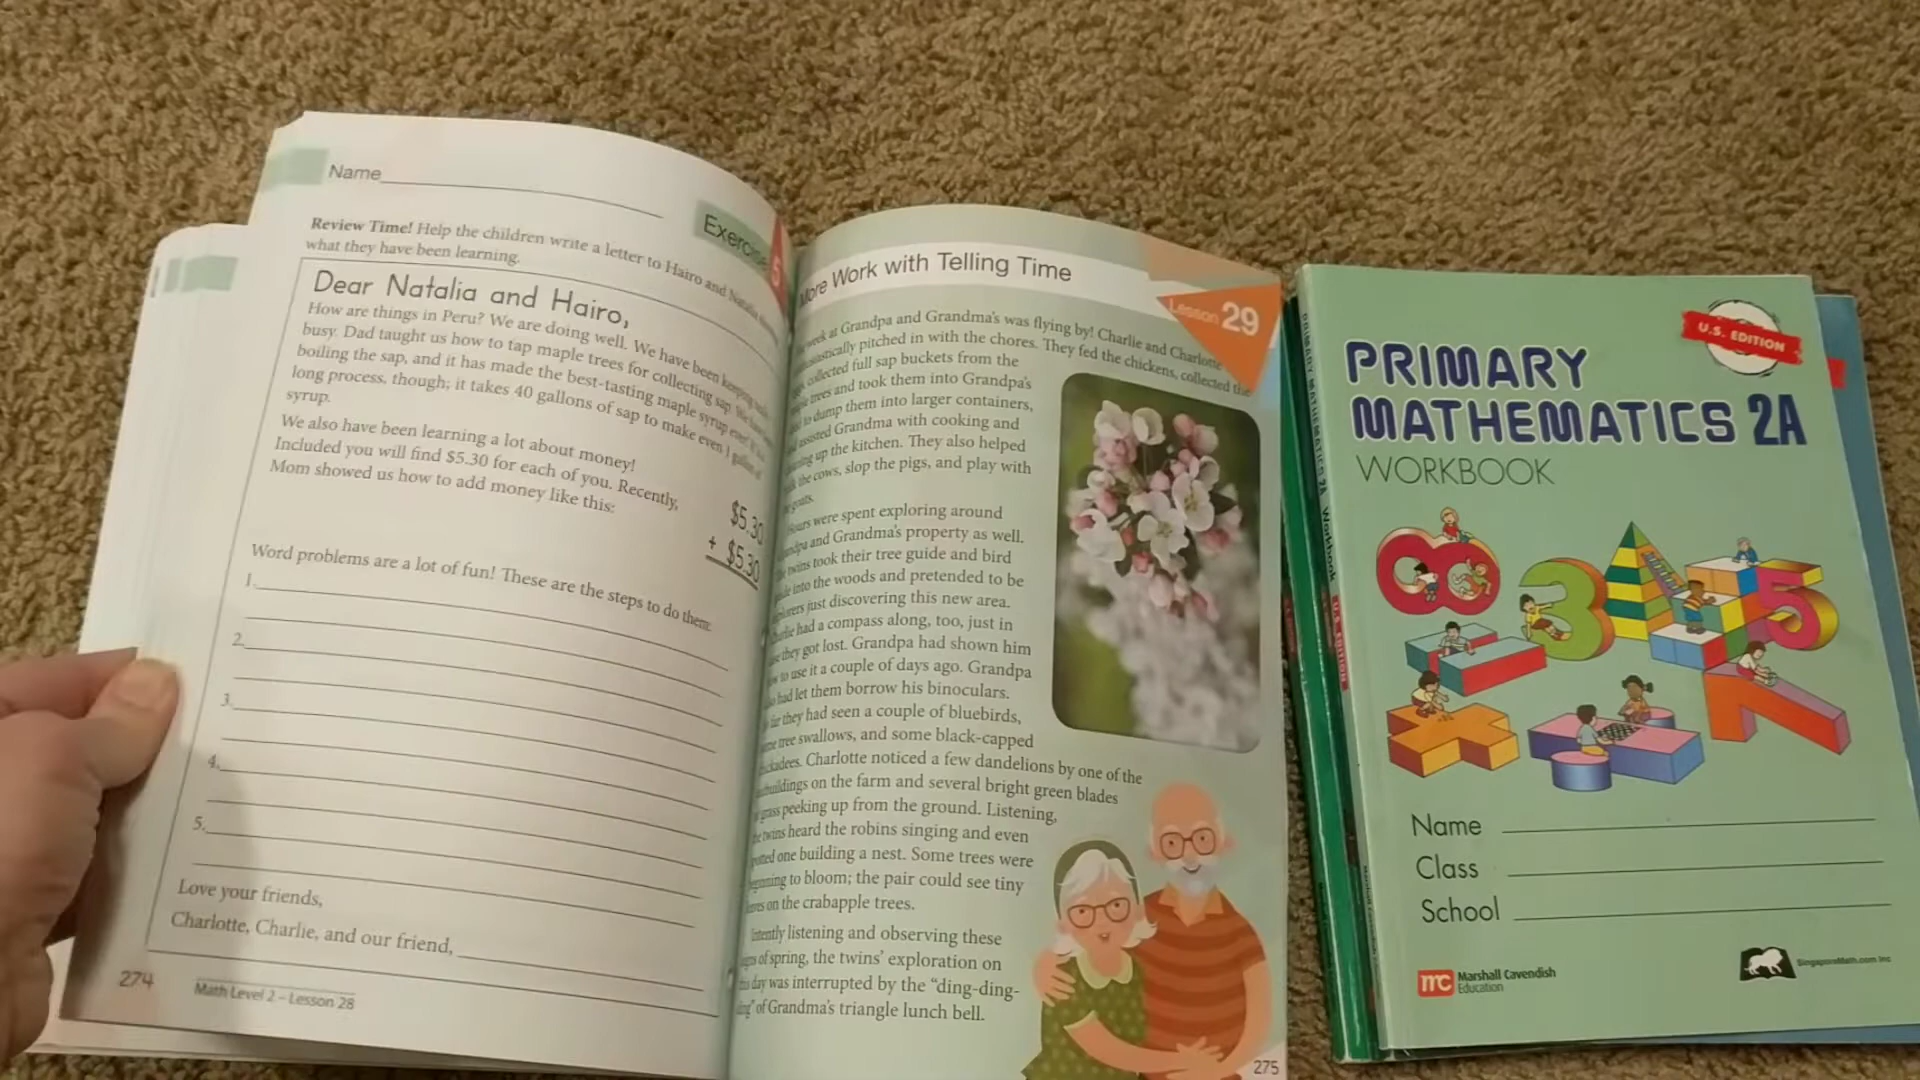 Name
Exercise 5
Review Time! Help the children write a letter to Hairo and Natalia
what they have been learning.
Dear Natalia and Hairo,
How are things in Peru? We are doing well. We have been keeping
busy. Dad taught us how to tap maple trees for collecting sap.
boiling the sap, and it has made the best-tasting maple syrup ever!
long process, though; it takes 40 gallons of sap to make even 1 gallon of
syrup.
We also have been learning a lot about money!
Included you will find $5.30 for each of you. Recently,
Mom showed us how to add money like this:
$5.30
+ $5.30
Word problems are a lot of fun! These are the steps to do them:
1.
2.
3.
4.
5.
Love your friends,
Charlotte, Charlie, and our friend,
274
Math Level 2 – Lesson 28
More Work with Telling Time
Lesson 29
week at Grandpa and Grandma's was flying by! Charlie and Charlotte
pitched in with the chores. They fed the chickens, collected the
collected full sap buckets from the
trees and took them into Grandpa's
to dump them into larger containers,
assisted Grandma with cooking and
up the kitchen. They also helped
the cows, slop the pigs, and play with
were spent exploring around
and Grandma's property as well.
twins took their tree guide and bird
into the woods and pretended to be
just discovering this new area.
had a compass along, too, just in
they got lost. Grandpa had shown him
to use it a couple of days ago. Grandpa
had let them borrow his binoculars.
they had seen a couple of bluebirds,
tree swallows, and some black-capped
Charlotte noticed a few dandelions by one of the
on the farm and several bright green blades
peeking up from the ground. Listening,
twins heard the robins singing and even
one building a nest. Some trees were
to bloom; the pair could see tiny
on the crabapple trees.
listening and observing these
of spring, the twins' exploration on
day was interrupted by the "ding-ding-
of Grandma's triangle lunch bell.
275
U.S. EDITION
PRIMARY
MATHEMATICS 2A
WORKBOOK
Name
Class
School
mc Marshall Cavendish
Education
SingaporeMath.com Inc